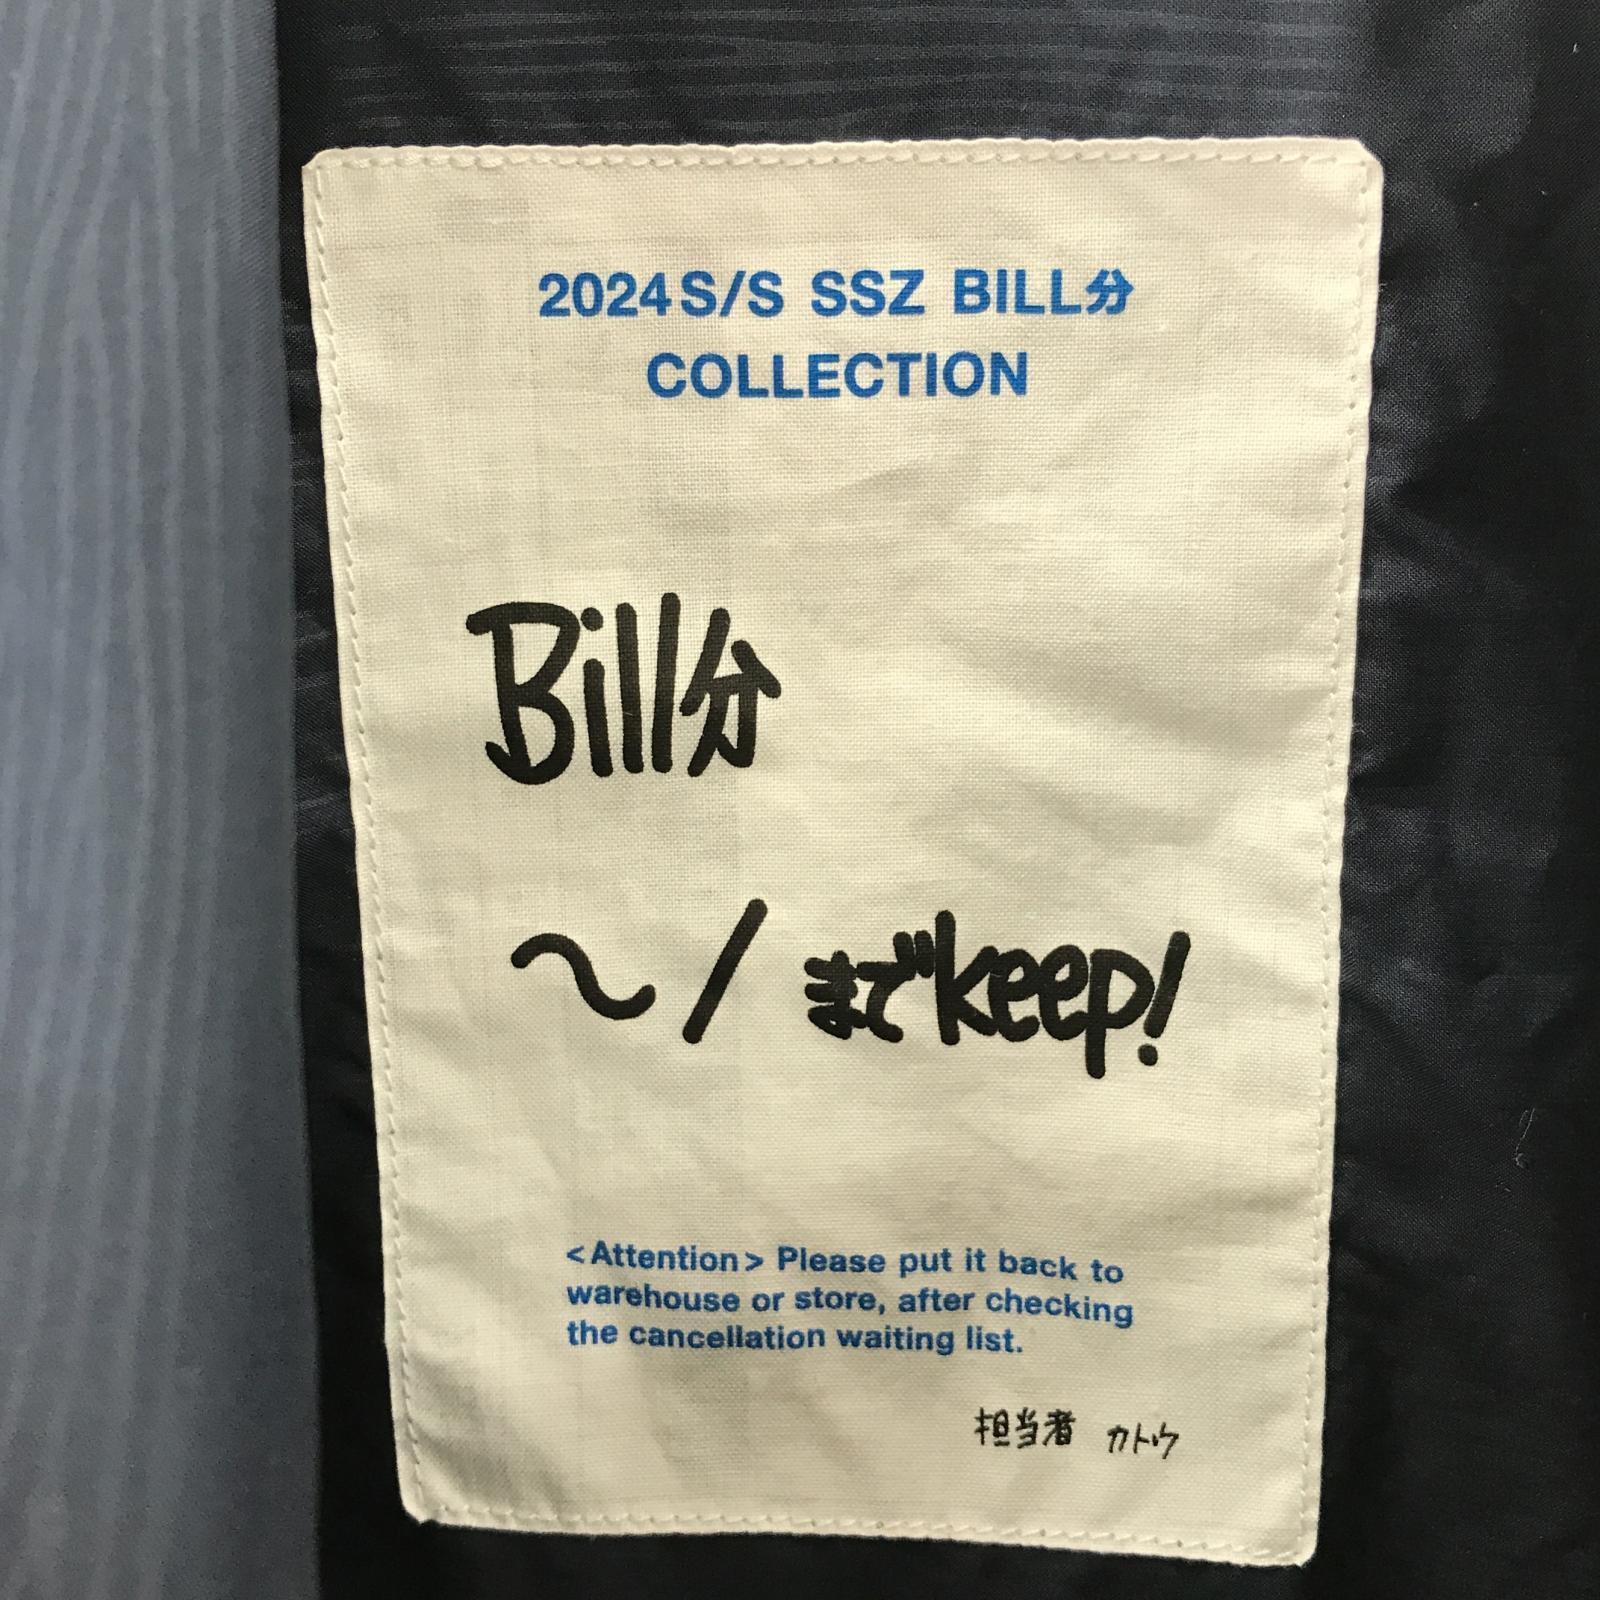 2024 S/S SSZ BILL分
COLLECTION
Bill分
～/ までkeep!
<Attention> Please put it back to
warehouse or store, after checking
the cancellation waiting list.
担当者 カトウ